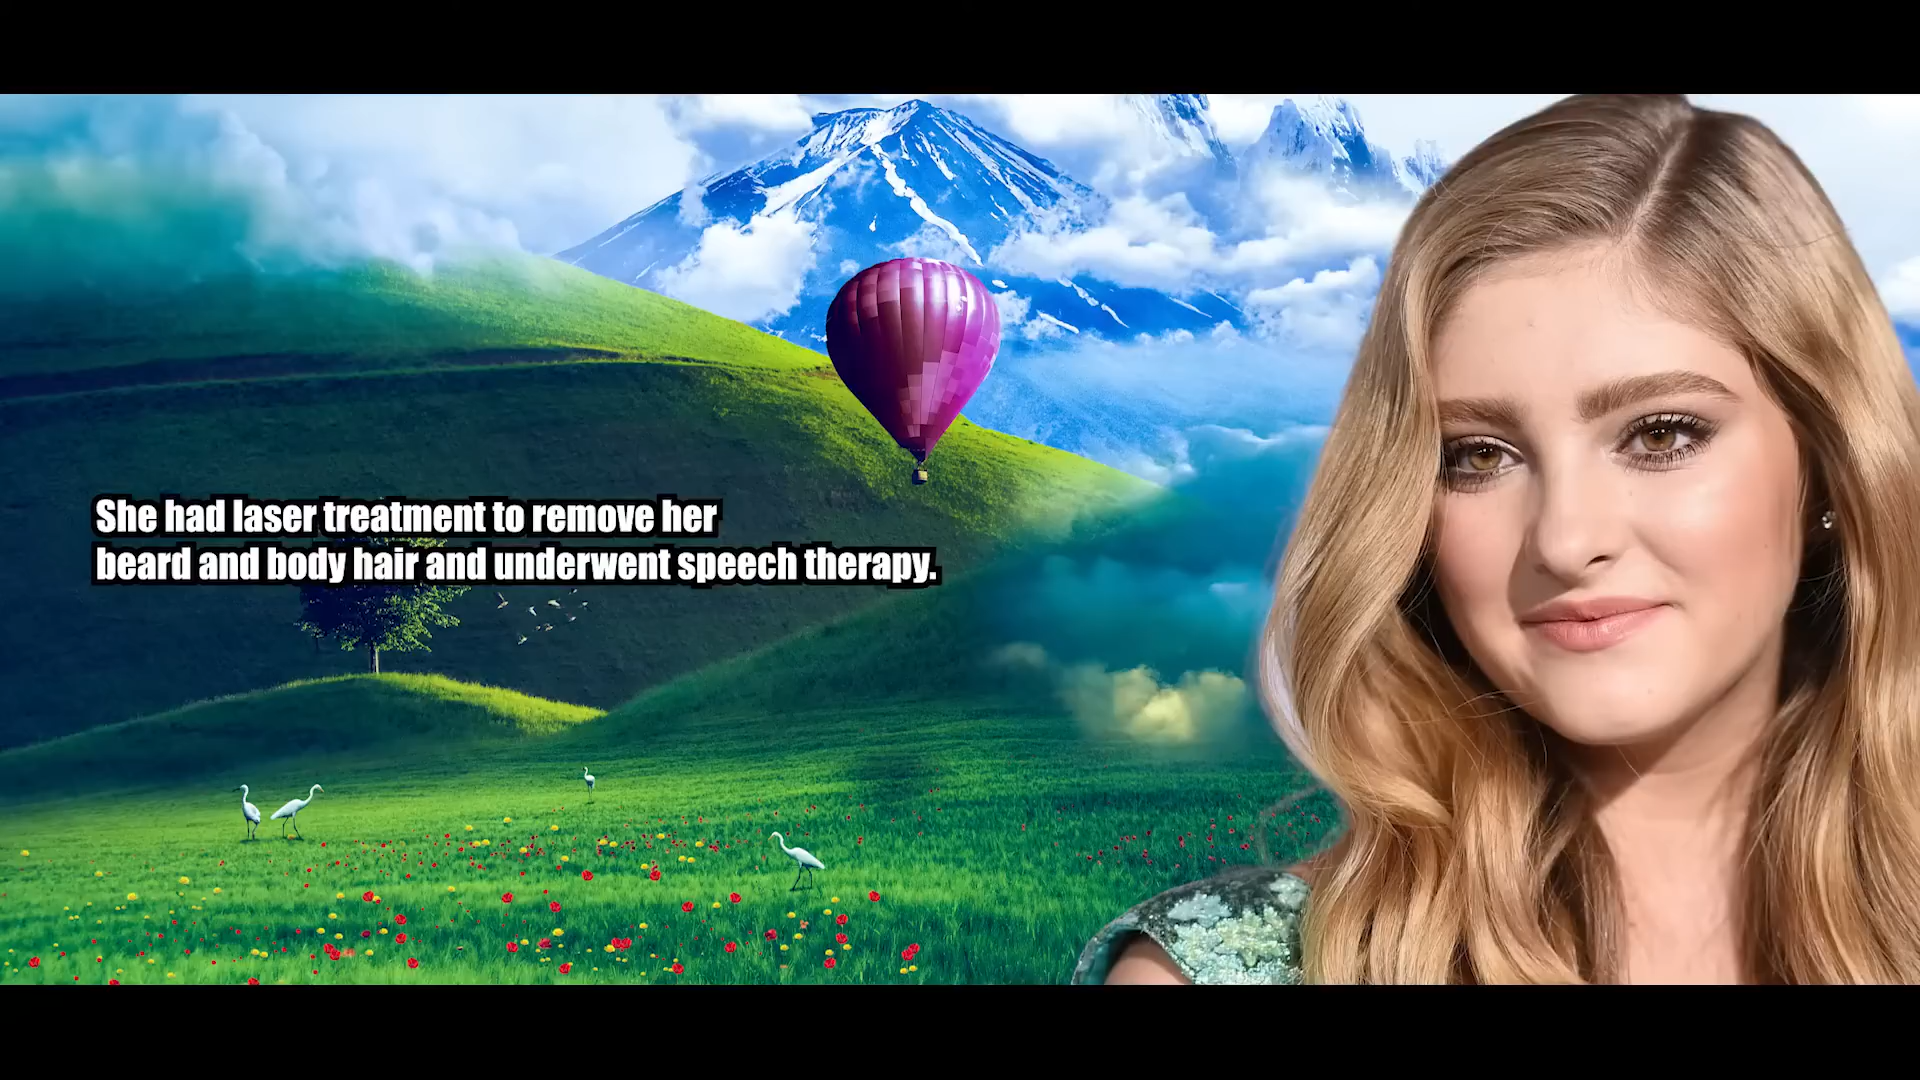 She had laser treatment to remove her
beard and body hair and underwent speech therapy.